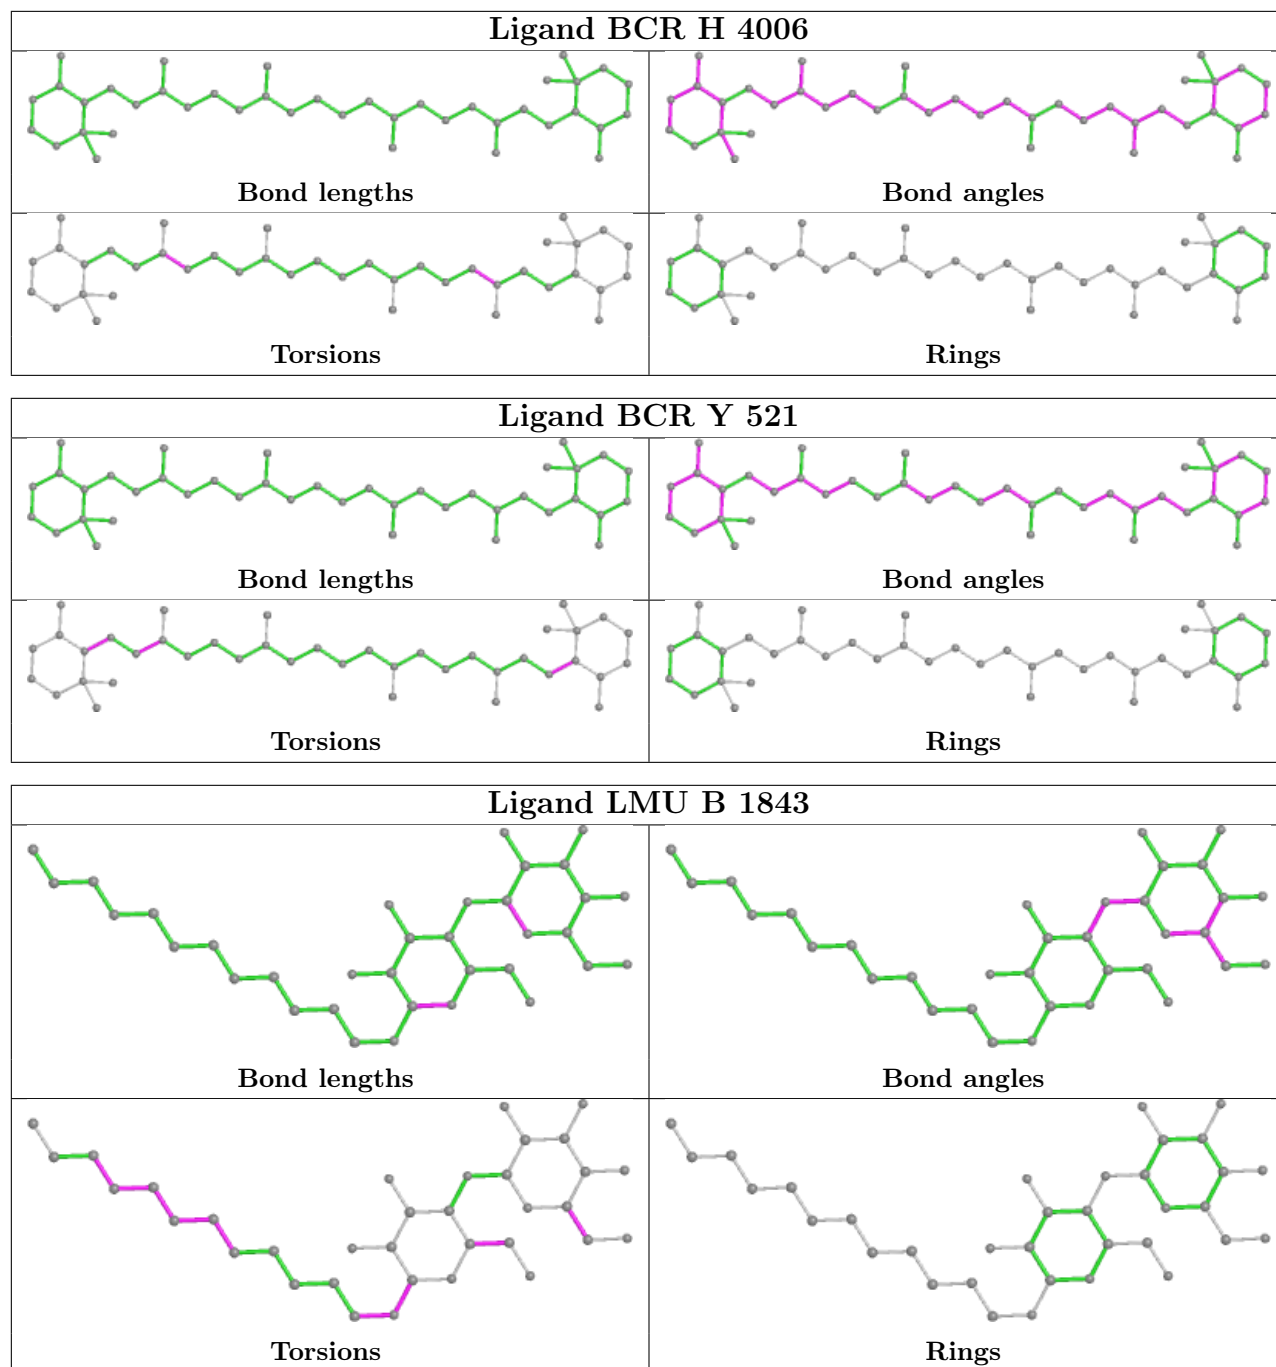 Ligand BCR H 4006
Bond lengths
Bond angles
Torsions
Rings
Ligand BCR Y 521
Bond lengths
Bond angles
Torsions
Rings
Ligand LMU B 1843
Bond lengths
Bond angles
Torsions
Rings